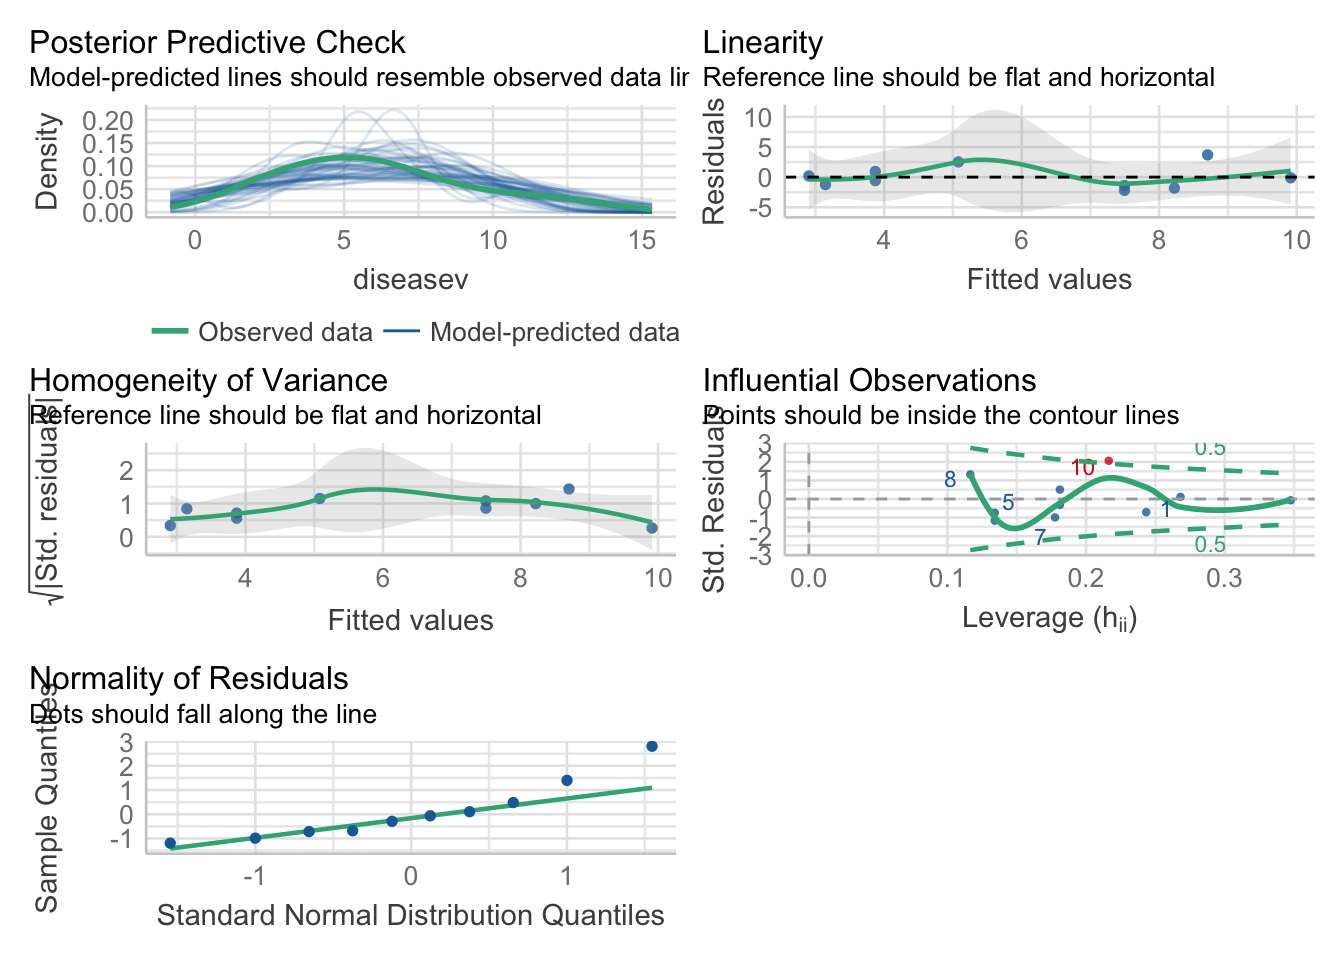 Posterior Predictive Check
Model-predicted lines should resemble observed data lir
Density
0.20
0.15
0.10
0.05
0.00
0 5 10 15
diseasev
Observed data Model-predicted data
Linearity
Reference line should be flat and horizontal
Residuals
10
5
0
-5
4 6 8 10
Fitted values
Homogeneity of Variance
Reference line should be flat and horizontal
√|Std. residuals|
2
1
0
4 6 8 10
Fitted values
Influential Observations
Points should be inside the contour lines
Std. Residuals
3
2
1
0
-1
-2
-3
0.5
10
8
5
1
7
0.5
0.0 0.1 0.2 0.3
Leverage (hii)
Normality of Residuals
Dots should fall along the line
Sample Quantiles
3
2
1
0
-1
-1 0 1
Standard Normal Distribution Quantiles